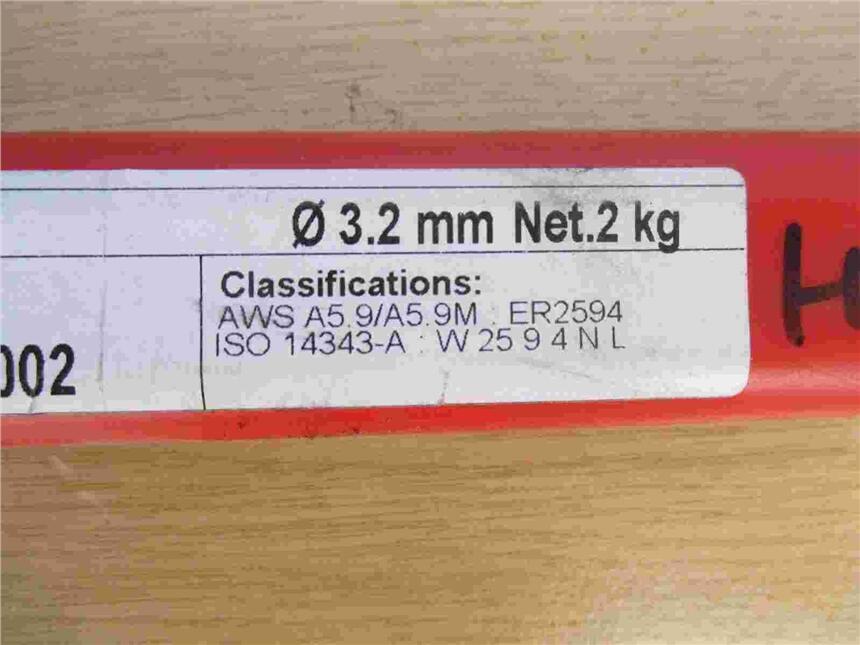 Ø 3.2 mm Net.2 kg
Classifications:
AWS A5.9/A5.9M : ER2594
ISO 14343-A : W 25 9 4 N L
002